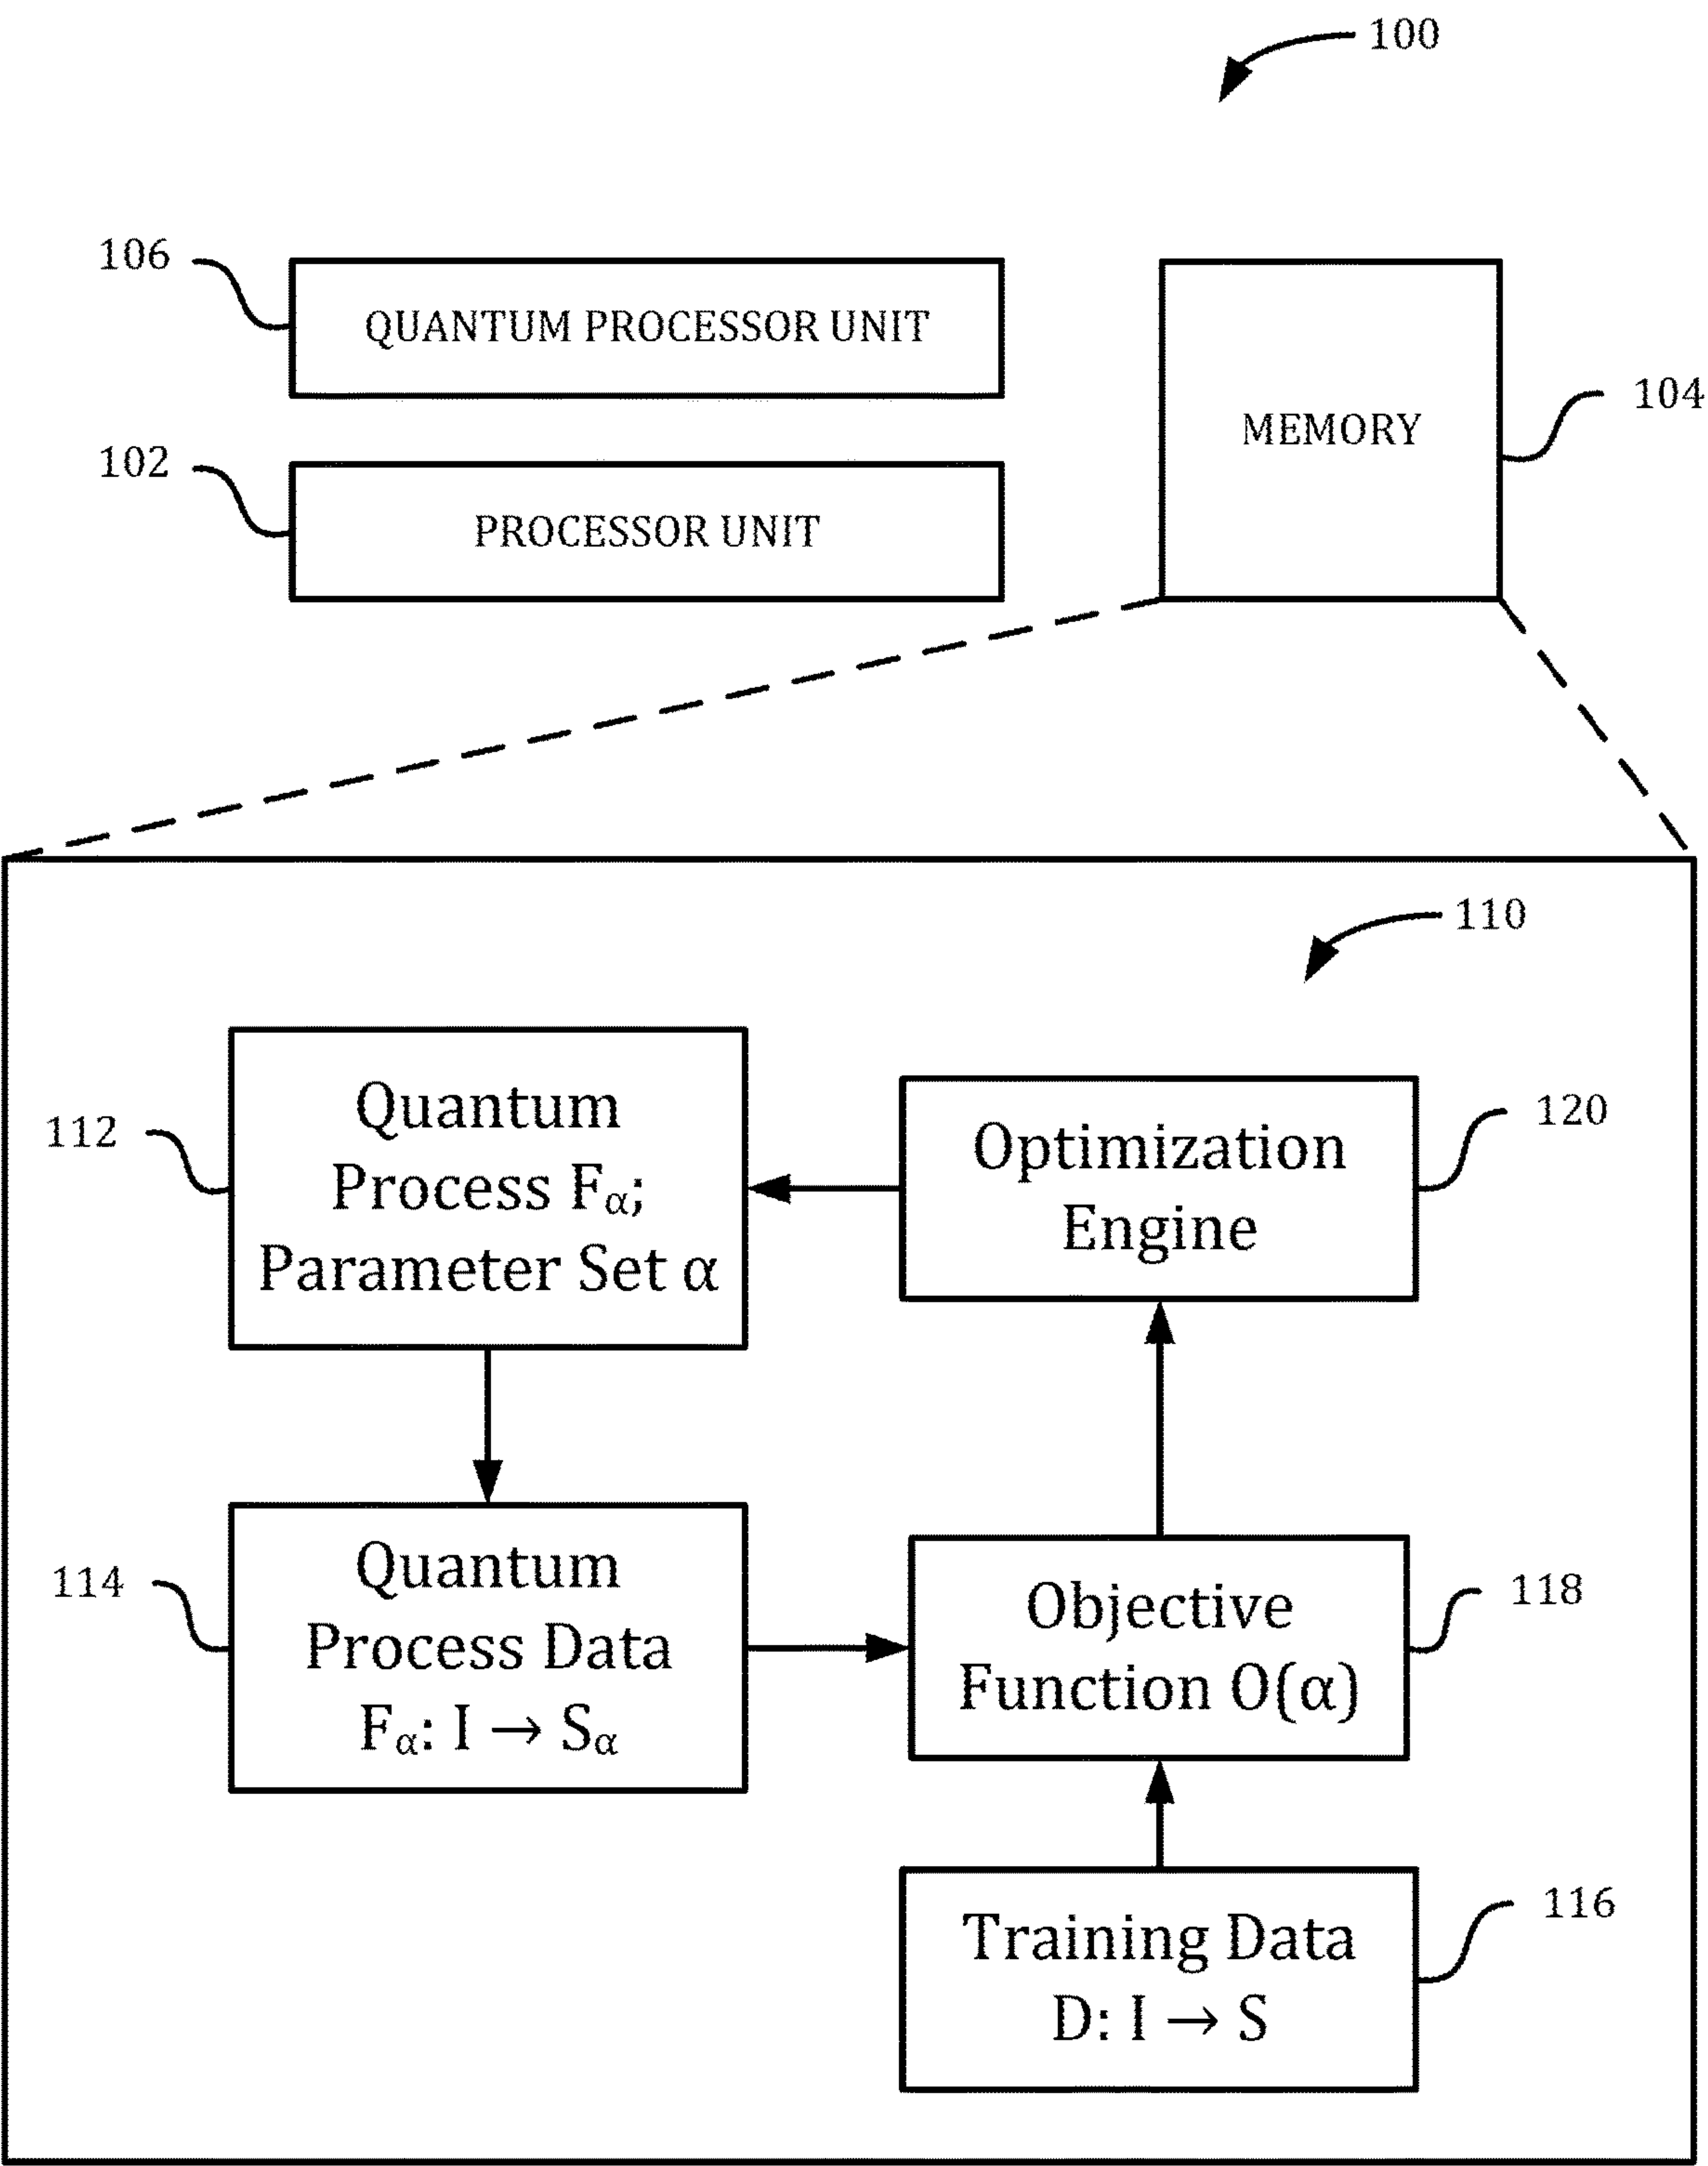 100
106
QUANTUM PROCESSOR UNIT
MEMORY
104
102
PROCESSOR UNIT
110
112
Quantum
Process Fα;
Parameter Set α
Optimization
Engine
120
114
Quantum
Process Data
Fα: I → Sα
Objective
Function O(α)
118
Training Data
D: I → S
116